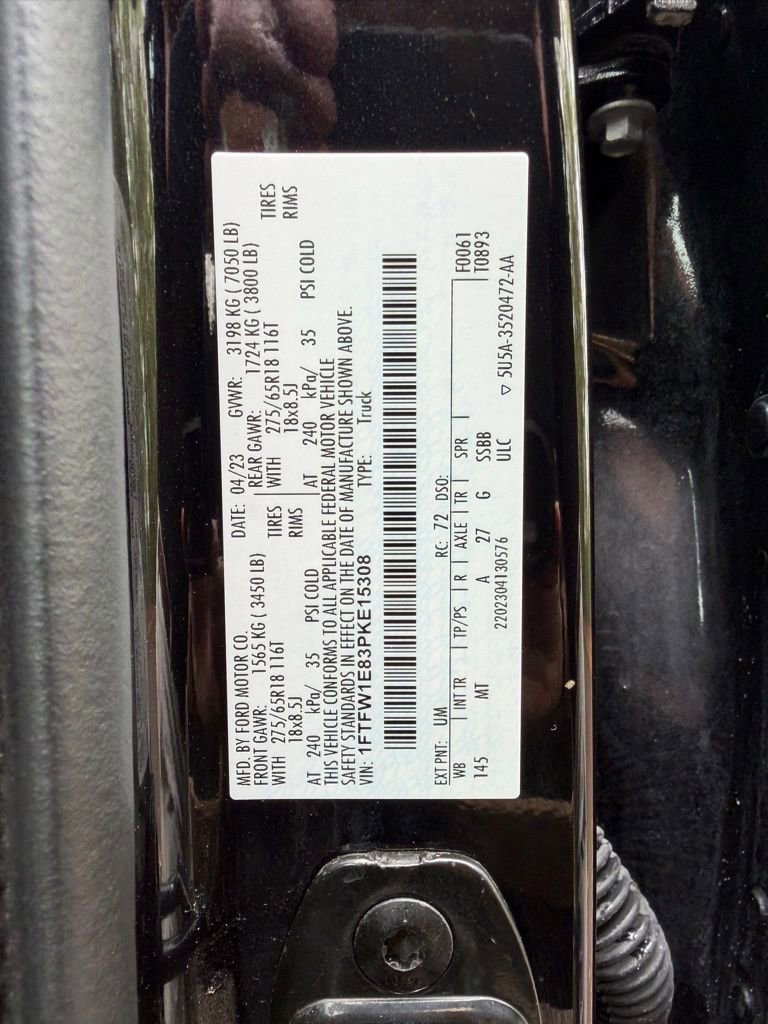 MFD. BY FORD MOTOR CO.
DATE: 04/23 GVWR: 3198 KG ( 7050 LB)
FRONT GAWR: 1565 KG ( 3450 LB)
REAR GAWR: 1724 KG ( 3800 LB)
WITH 275/65R18 116T TIRES
WITH 275/65R18 116T TIRES
18x8.5J RIMS
18x8.5J RIMS
AT 240 kPa/ 35 PSI COLD
AT 240 kPa/ 35 PSI COLD
THIS VEHICLE CONFORMS TO ALL APPLICABLE FEDERAL MOTOR VEHICLE
SAFETY STANDARDS IN EFFECT ON THE DATE OF MANUFACTURE SHOWN ABOVE.
VIN: 1FTFW1E83PKE15308 TYPE: Truck
EXT PNT: UM RC: 72 DSO:
WB INT TR TP/PS R AXLE TR SPR F0061
145 MT A 27 G SSBB T0893
2202304130576 ULC ▽ 5U5A-3520472-AA